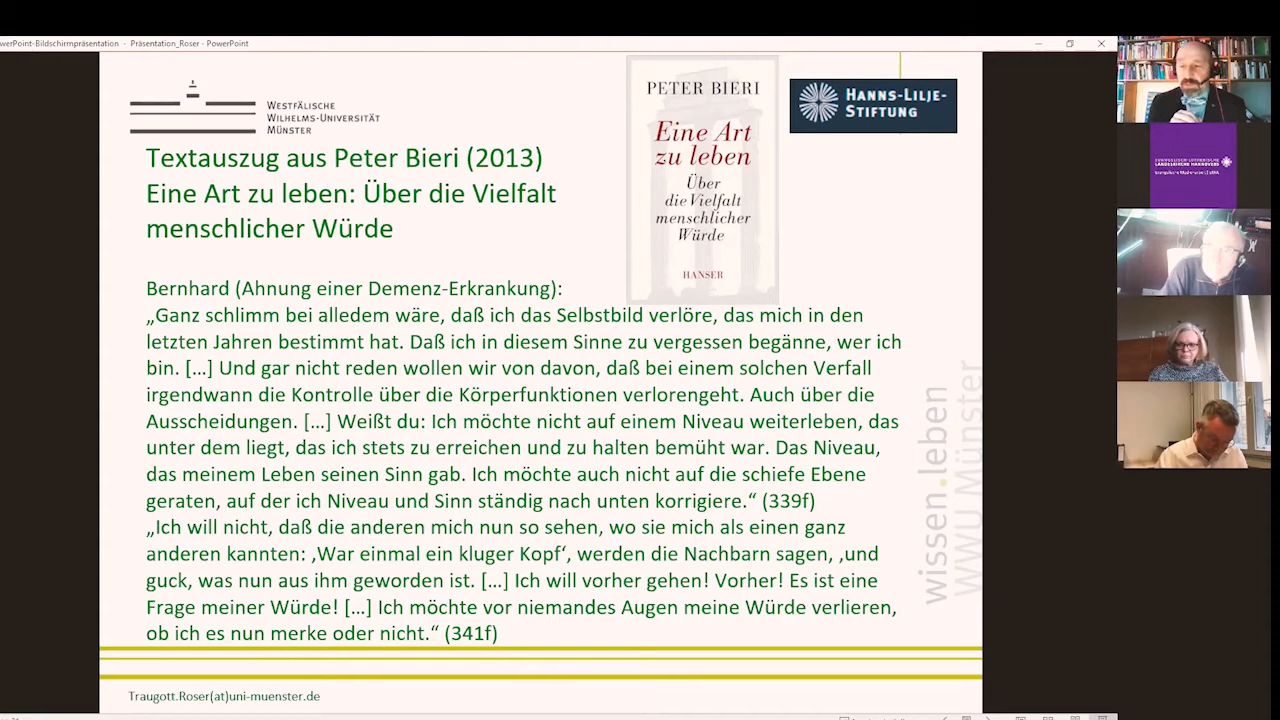 werPoint-Bildschirmpräsentation - Präsentation_Roser - PowerPoint
WESTFÄLISCHE
WILHELMS-UNIVERSITÄT
MÜNSTER
PETER BIERI
Eine Art
zu leben
Über
die Vielfalt
menschlicher
Würde
HANSER
HANNS-LILJE-
STIFTUNG
Textauszug aus Peter Bieri (2013)
Eine Art zu leben: Über die Vielfalt
menschlicher Würde
Bernhard (Ahnung einer Demenz-Erkrankung):
„Ganz schlimm bei alledem wäre, daß ich das Selbstbild verlöre, das mich in den
letzten Jahren bestimmt hat. Daß ich in diesem Sinne zu vergessen begänne, wer ich
bin. […] Und gar nicht reden wollen wir von davon, daß bei einem solchen Verfall
irgendwann die Kontrolle über die Körperfunktionen verlorengeht. Auch über die
Ausscheidungen. […] Weißt du: Ich möchte nicht auf einem Niveau weiterleben, das
unter dem liegt, das ich stets zu erreichen und zu halten bemüht war. Das Niveau,
das meinem Leben seinen Sinn gab. Ich möchte auch nicht auf die schiefe Ebene
geraten, auf der ich Niveau und Sinn ständig nach unten korrigiere.“ (339f)
„Ich will nicht, daß die anderen mich nun so sehen, wo sie mich als einen ganz
anderen kannten: ‚War einmal ein kluger Kopf‘, werden die Nachbarn sagen, ‚und
guck, was nun aus ihm geworden ist. […] Ich will vorher gehen! Vorher! Es ist eine
Frage meiner Würde! […] Ich möchte vor niemandes Augen meine Würde verlieren,
ob ich es nun merke oder nicht.“ (341f)
wissen.leben
WWU Münster
Traugott.Roser(at)uni-muenster.de
EVANGELISCH-LUTHERISCHE
LANDESKIRCHE HANNOVERS